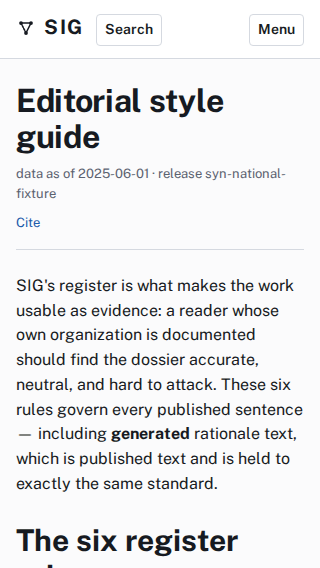 SIG
Search
Menu
Editorial style
guide
data as of 2025-06-01 · release syn-national-
fixture
Cite
SIG's register is what makes the work
usable as evidence: a reader whose
own organization is documented
should find the dossier accurate,
neutral, and hard to attack. These six
rules govern every published sentence
— including generated rationale text,
which is published text and is held to
exactly the same standard.
The six register